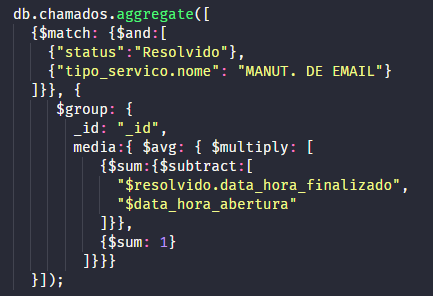 db.chamados.aggregate([
{$match: {$and:[
{"status":"Resolvido"},
{"tipo_servico.nome": "MANUT. DE EMAIL"}
]}}, {
$group: {
_id: "_id",
media:{ $avg: { $multiply: [
{$sum:{$subtract:[
"$resolvido.data_hora_finalizado",
"$data_hora_abertura"
]}},
{$sum: 1}
]}}}
}]);